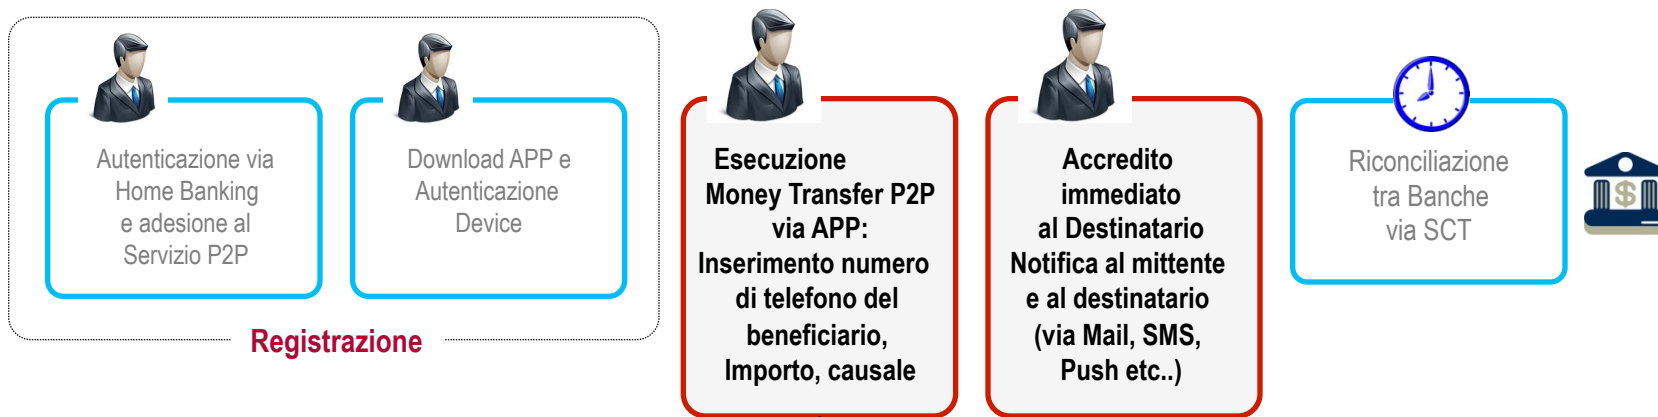 Autenticazione via
Home Banking
e adesione al
Servizio P2P
Download APP e
Autenticazione
Device
Registrazione
Esecuzione
Money Transfer P2P
via APP:
Inserimento numero
di telefono del
beneficiario,
Importo, causale
Accredito
immediato
al Destinatario
Notifica al mittente
e al destinatario
(via Mail, SMS,
Push etc..)
Riconciliazione
tra Banche
via SCT
$